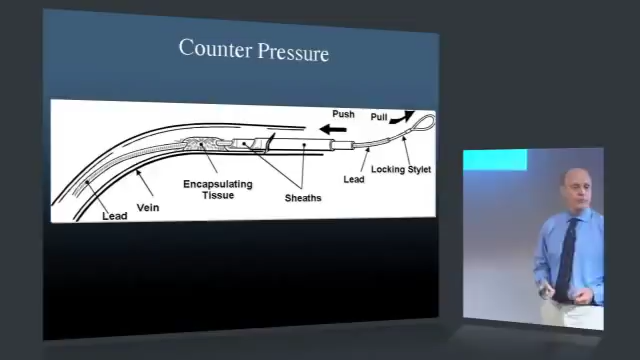 Counter Pressure
Push
Pull
Locking Stylet
Lead
Sheaths
Encapsulating
Tissue
Vein
Lead